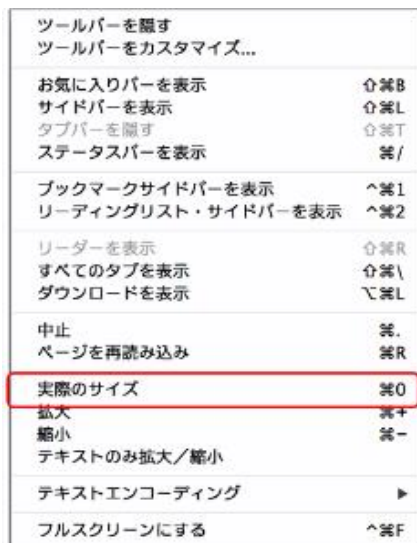 ツールバーを隠す
ツールバーをカスタマイズ...
お気に入りバーを表示 ⇧⌘B
サイドバーを表示 ⇧⌘L
タブバーを隠す ⇧⌘T
ステータスバーを表示 ⌘/
ブックマークサイドバーを表示 ^⌘1
リーディングリスト・サイドバーを表示 ^⌘2
リーダーを表示 ⇧⌘R
すべてのタブを表示 ⇧⌘\
ダウンロードを表示 ⌥⌘L
中止 ⌘.
ページを再読み込み ⌘R
実際のサイズ ⌘0
拡大 ⌘+
縮小 ⌘-
テキストのみ拡大/縮小
テキストエンコーディング ▶
フルスクリーンにする ^⌘F